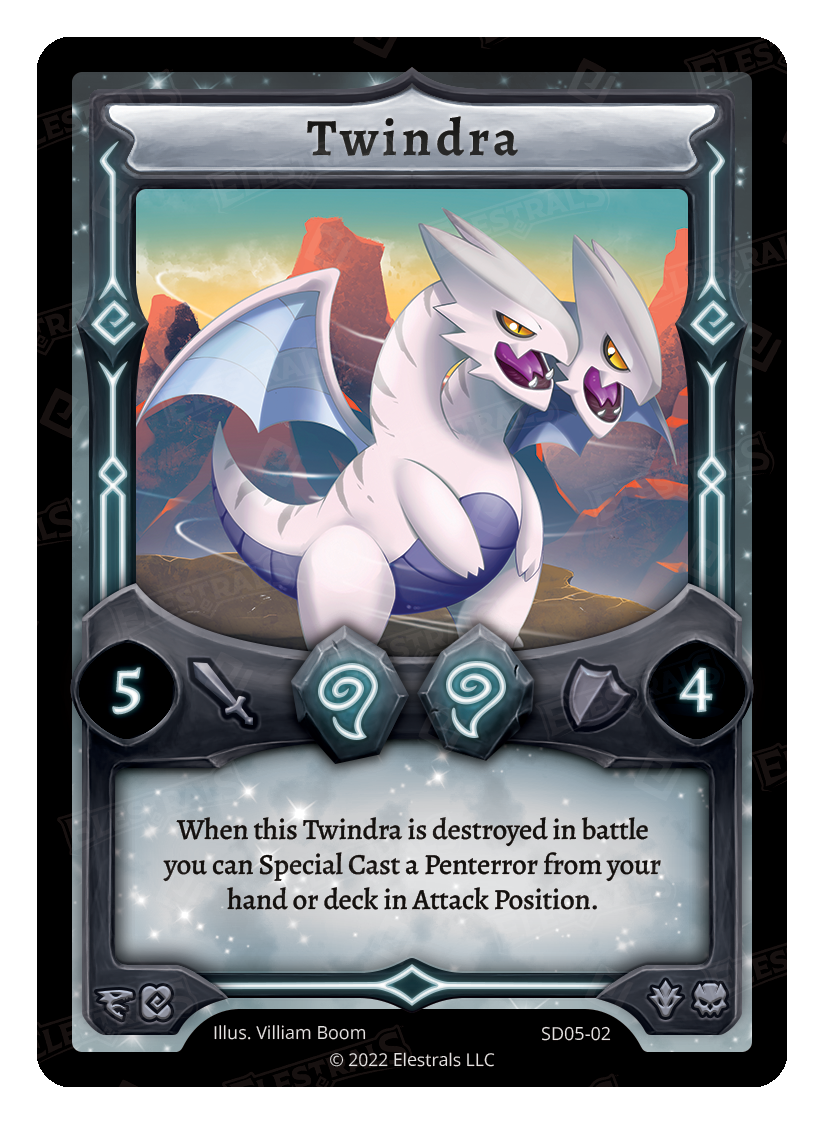 Twindra
5
4
When this Twindra is destroyed in battle
you can Special Cast a Penterror from your
hand or deck in Attack Position.
Illus. Villiam Boom
SD05-02
© 2022 Elestrals LLC
ELESTRALS